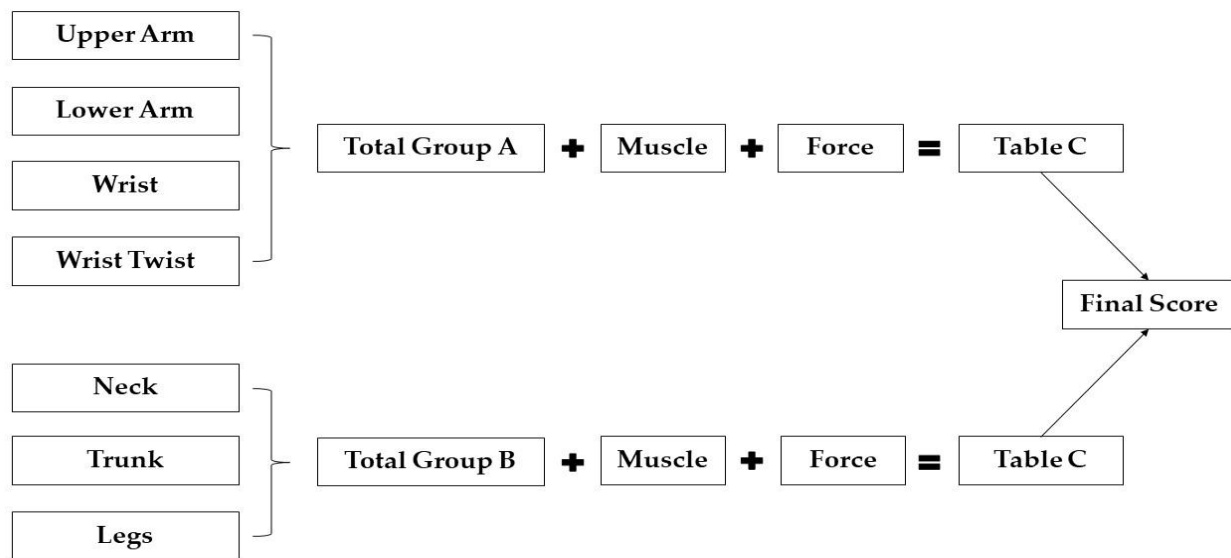 Upper Arm
Lower Arm
Wrist
Wrist Twist
Total Group A + Muscle + Force = Table C
Final Score
Neck
Trunk
Legs
Total Group B + Muscle + Force = Table C